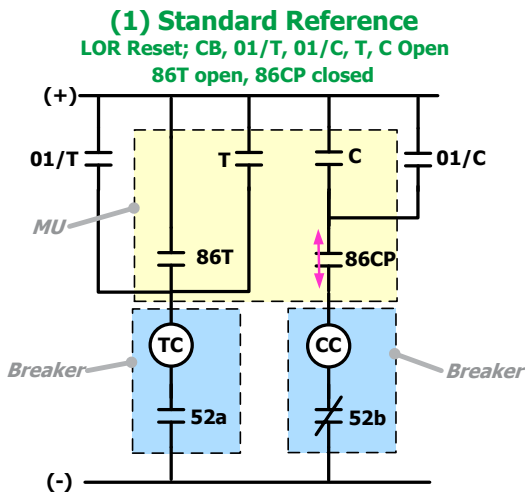 (1) Standard Reference
LOR Reset; CB, 01/T, 01/C, T, C Open
86T open, 86CP closed
(+)
01/T
T
C
01/C
MU
86T
86CP
TC
CC
Breaker
Breaker
52a
52b
(-)